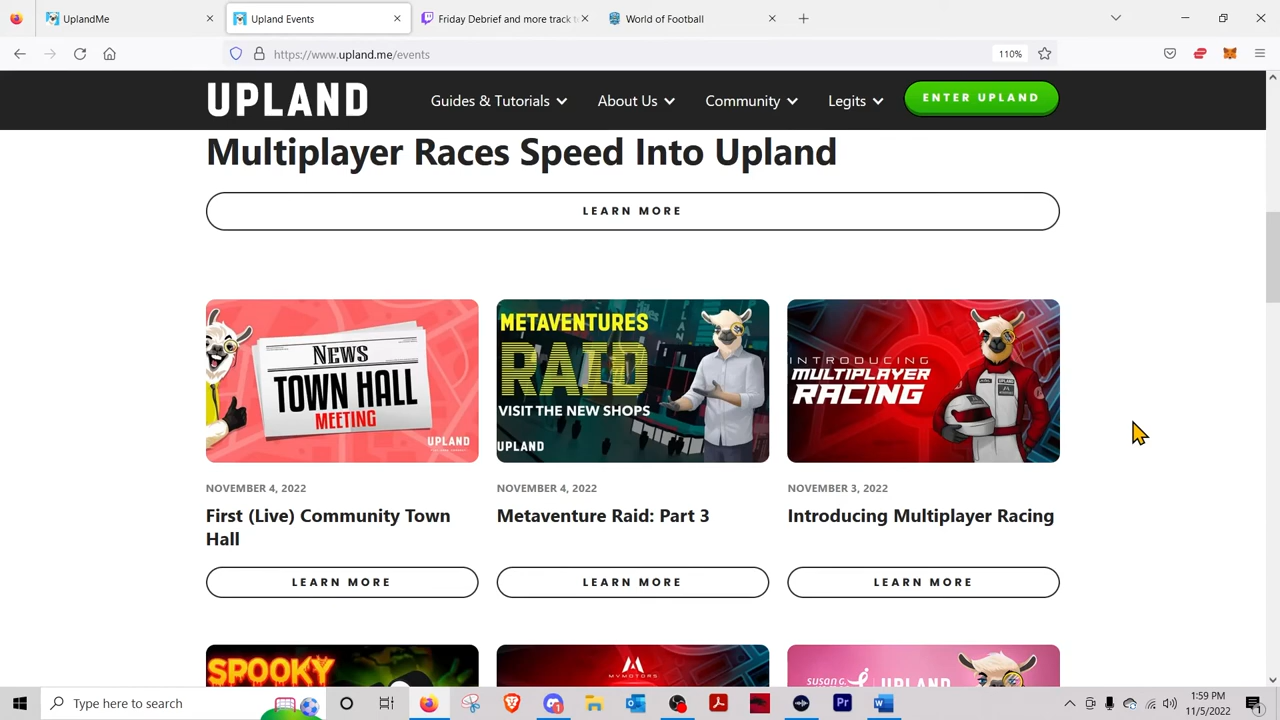 UplandMe
Upland Events
Friday Debrief and more track t
World of Football
https://www.upland.me/events
110%
UPLAND
Guides & Tutorials
About Us
Community
Legits
ENTER UPLAND
Multiplayer Races Speed Into Upland
LEARN MORE
NEWS
TOWN HALL
MEETING
UPLAND
METAVENTURES
RAID
VISIT THE NEW SHOPS
UPLAND
INTRODUCING
MULTIPLAYER
RACING
NOVEMBER 4, 2022
First (Live) Community Town
Hall
LEARN MORE
NOVEMBER 4, 2022
Metaventure Raid: Part 3
LEARN MORE
NOVEMBER 3, 2022
Introducing Multiplayer Racing
LEARN MORE
SPOOKY
MVMOTORS
susan G.
UPLAND
Type here to search
1:59 PM
11/5/2022